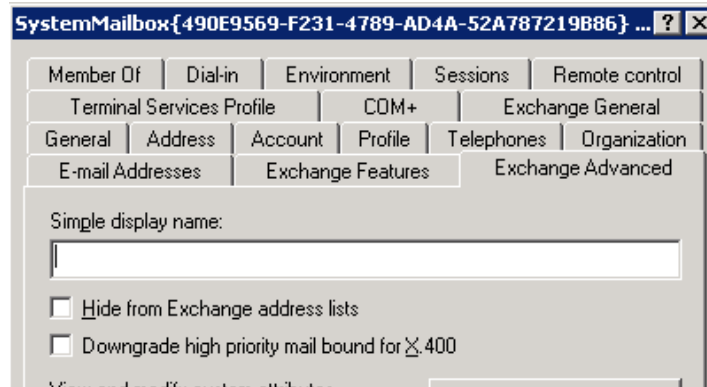 SystemMailbox{490E9569-F231-4789-AD4A-52A787219B86} ... ? X
Member Of Dial-in Environment Sessions Remote control
Terminal Services Profile COM+ Exchange General
General Address Account Profile Telephones Organization
E-mail Addresses Exchange Features Exchange Advanced
Simple display name:
Hide from Exchange address lists
Downgrade high priority mail bound for X.400